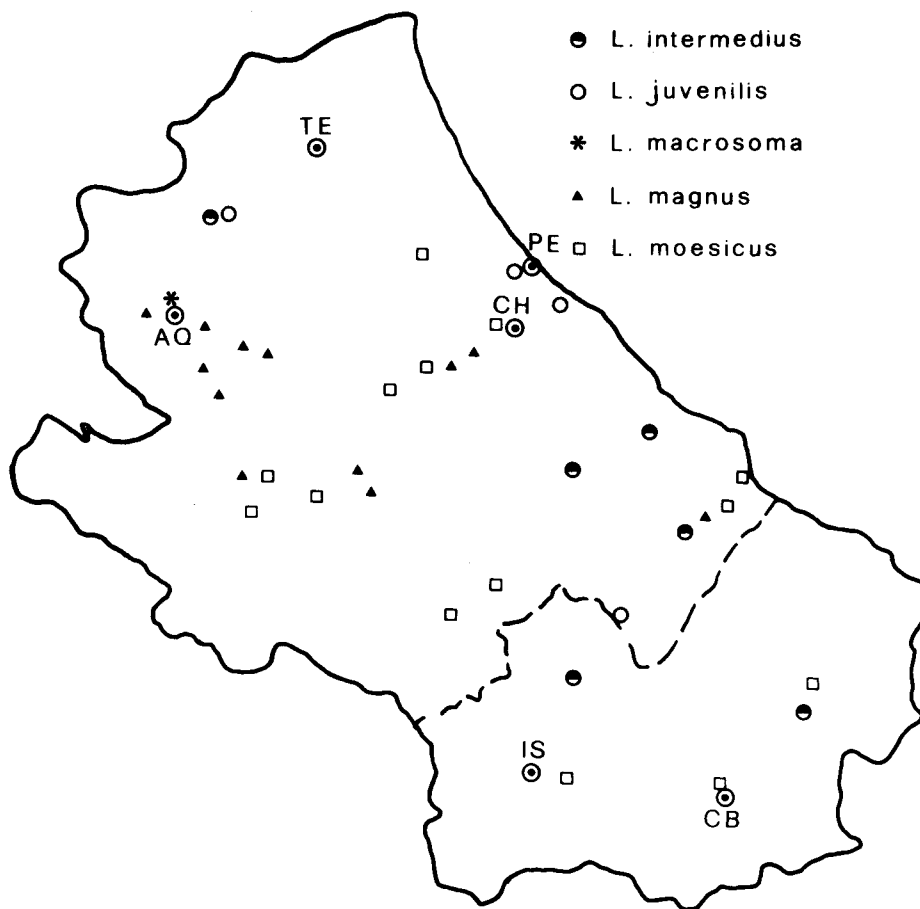 L. intermedius
L. juvenilis
L. macrosoma
L. magnus
L. moesicus
TE
PE
CH
AQ
IS
CB